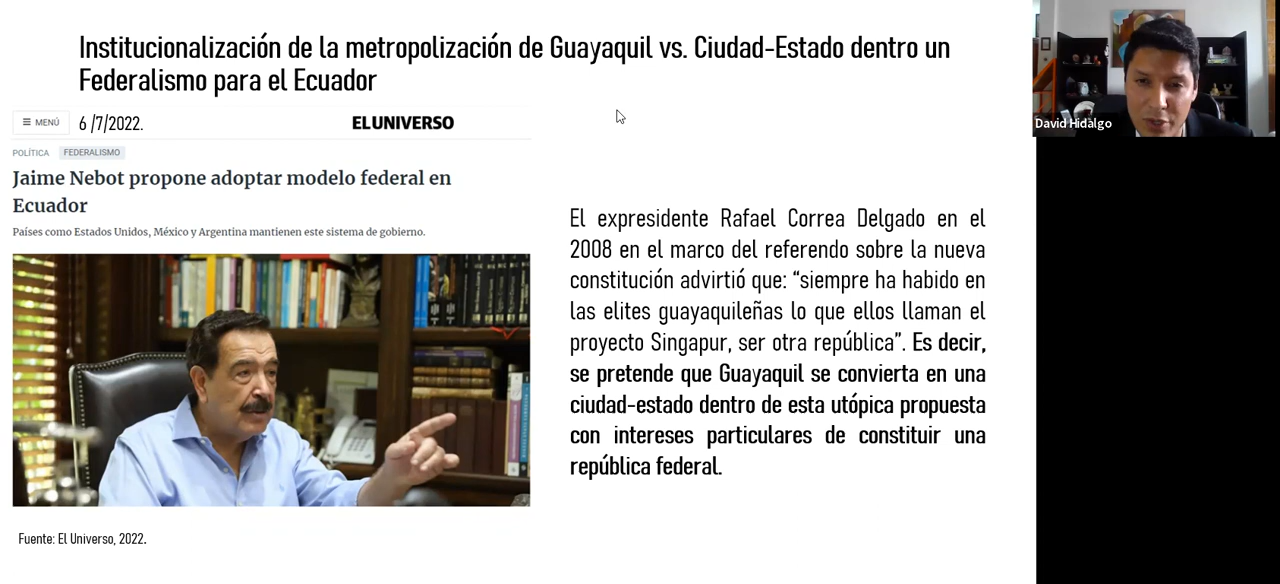 Institucionalización de la metropolización de Guayaquil vs. Ciudad-Estado dentro un
Federalismo para el Ecuador
David Hidalgo
☰ MENÚ
6 /7/2022.
ELUNIVERSO
POLÍTICA FEDERALISMO
Jaime Nebot propone adoptar modelo federal en
Ecuador
Países como Estados Unidos, México y Argentina mantienen este sistema de gobierno.
El expresidente Rafael Correa Delgado en el
2008 en el marco del referendo sobre la nueva
constitución advirtió que: “siempre ha habido en
las elites guayaquileñas lo que ellos llaman el
proyecto Singapur, ser otra república”. Es decir,
se pretende que Guayaquil se convierta en una
ciudad-estado dentro de esta utópica propuesta
con intereses particulares de constituir una
república federal.
Fuente: El Universo, 2022.